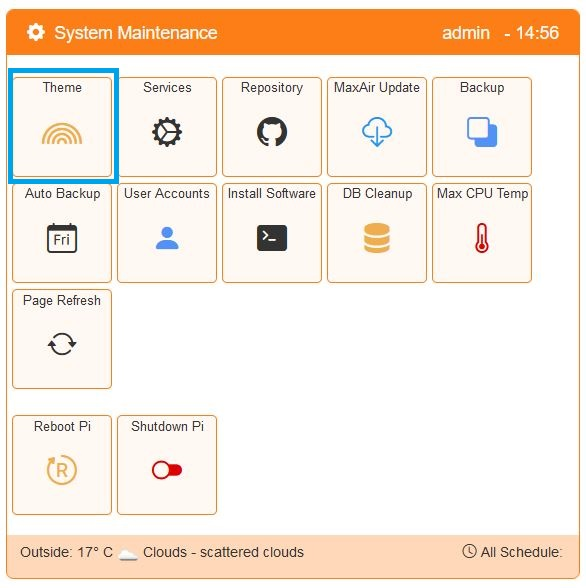 System Maintenance admin - 14:56
Theme Services Repository MaxAir Update Backup
Auto Backup User Accounts Install Software DB Cleanup Max CPU Temp
Fri
Page Refresh
Reboot Pi Shutdown Pi
R
Outside: 17° C Clouds - scattered clouds All Schedule: